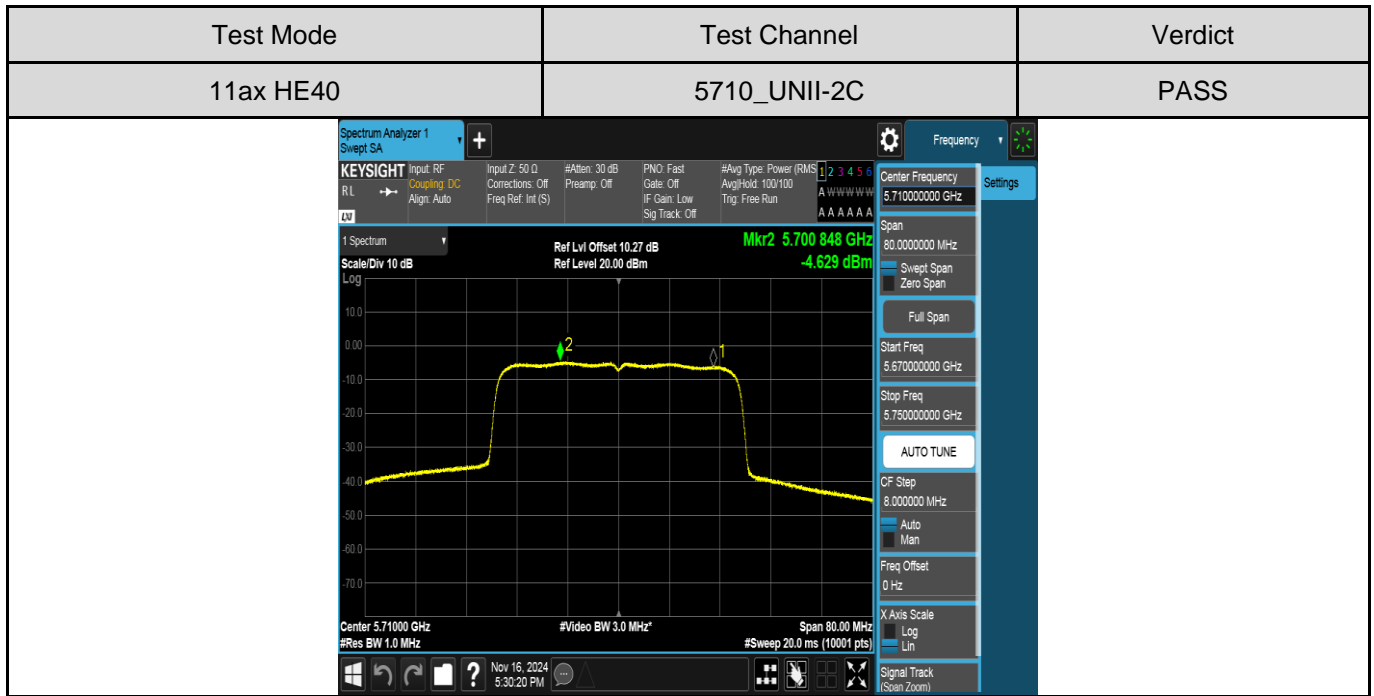 Test Mode Test Channel Verdict
11ax HE40 5710_UNII-2C PASS
Spectrum Analyzer 1
Swept SA
+
Frequency
KEYSIGHT Input: RF Input Z: 50 Ω #Atten: 30 dB PNO: Fast #Avg Type: Power (RMS 1 2 3 4 5 6
RL Coupling: DC Corrections: Off Preamp: Off Gate: Off Avg|Hold: 100/100 A W W W W W
Align: Auto Freq Ref: Int (S) IF Gain: Low Trig: Free Run
LXI Sig Track: Off A A A A A A
Center Frequency
5.710000000 GHz
Settings
Span
80.0000000 MHz
Swept Span
Zero Span
Full Span
Start Freq
5.670000000 GHz
Stop Freq
5.750000000 GHz
AUTO TUNE
CF Step
8.000000 MHz
Auto
Man
Freq Offset
0 Hz
X Axis Scale
Log
Lin
Signal Track
(Span Zoom)
1 Spectrum Ref Lvl Offset 10.27 dB Mkr2 5.700 848 GHz
Scale/Div 10 dB Ref Level 20.00 dBm -4.629 dBm
Log
10.0
0.00
2
1
-10.0
-20.0
-30.0
-40.0
-50.0
-60.0
-70.0
Center 5.71000 GHz #Video BW 3.0 MHz* Span 80.00 MHz
#Res BW 1.0 MHz #Sweep 20.0 ms (10001 pts)
? Nov 16, 2024
5:30:20 PM